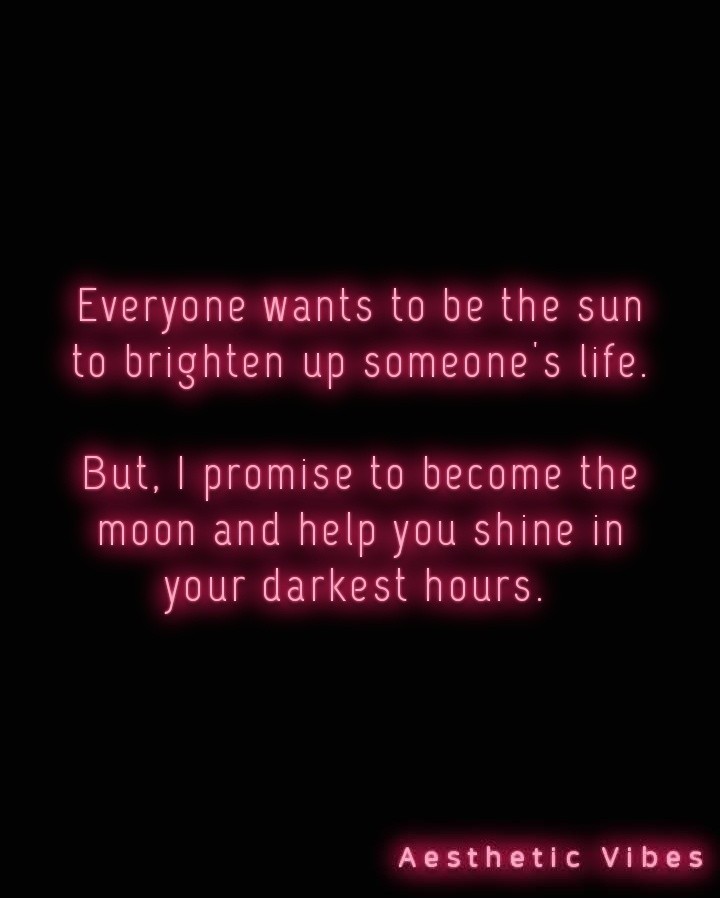 Everyone wants to be the sun
to brighten up someone's life.
But, I promise to become the
moon and help you shine in
your darkest hours.
Aesthetic Vibes